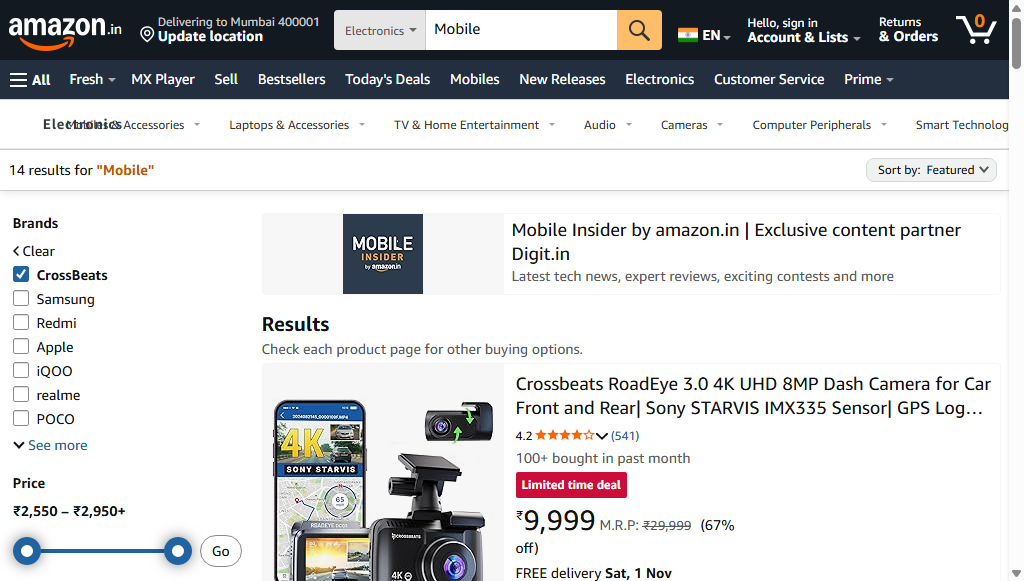 amazon.in
Delivering to Mumbai 400001
Update location
Electronics
Mobile
EN
Hello, sign in
Account & Lists
Returns
& Orders
0
All
Fresh
MX Player
Sell
Bestsellers
Today's Deals
Mobiles
New Releases
Electronics
Customer Service
Prime
Electronics
Mobiles & Accessories
Laptops & Accessories
TV & Home Entertainment
Audio
Cameras
Computer Peripherals
Smart Technolog
14 results for "Mobile"
Sort by: Featured
Brands
Clear
CrossBeats
Samsung
Redmi
Apple
iQOO
realme
POCO
See more
Price
₹2,550 – ₹2,950+
Go
MOBILE
INSIDER
by amazon.in
Mobile Insider by amazon.in | Exclusive content partner
Digit.in
Latest tech news, expert reviews, exciting contests and more
Results
Check each product page for other buying options.
4K
SONY STARVIS
65
CROSSBEATS
4K
Crossbeats RoadEye 3.0 4K UHD 8MP Dash Camera for Car
Front and Rear| Sony STARVIS IMX335 Sensor| GPS Log…
4.2 (541)
100+ bought in past month
Limited time deal
₹9,999 M.R.P: ₹29,999 (67%
off)
FREE delivery Sat, 1 Nov